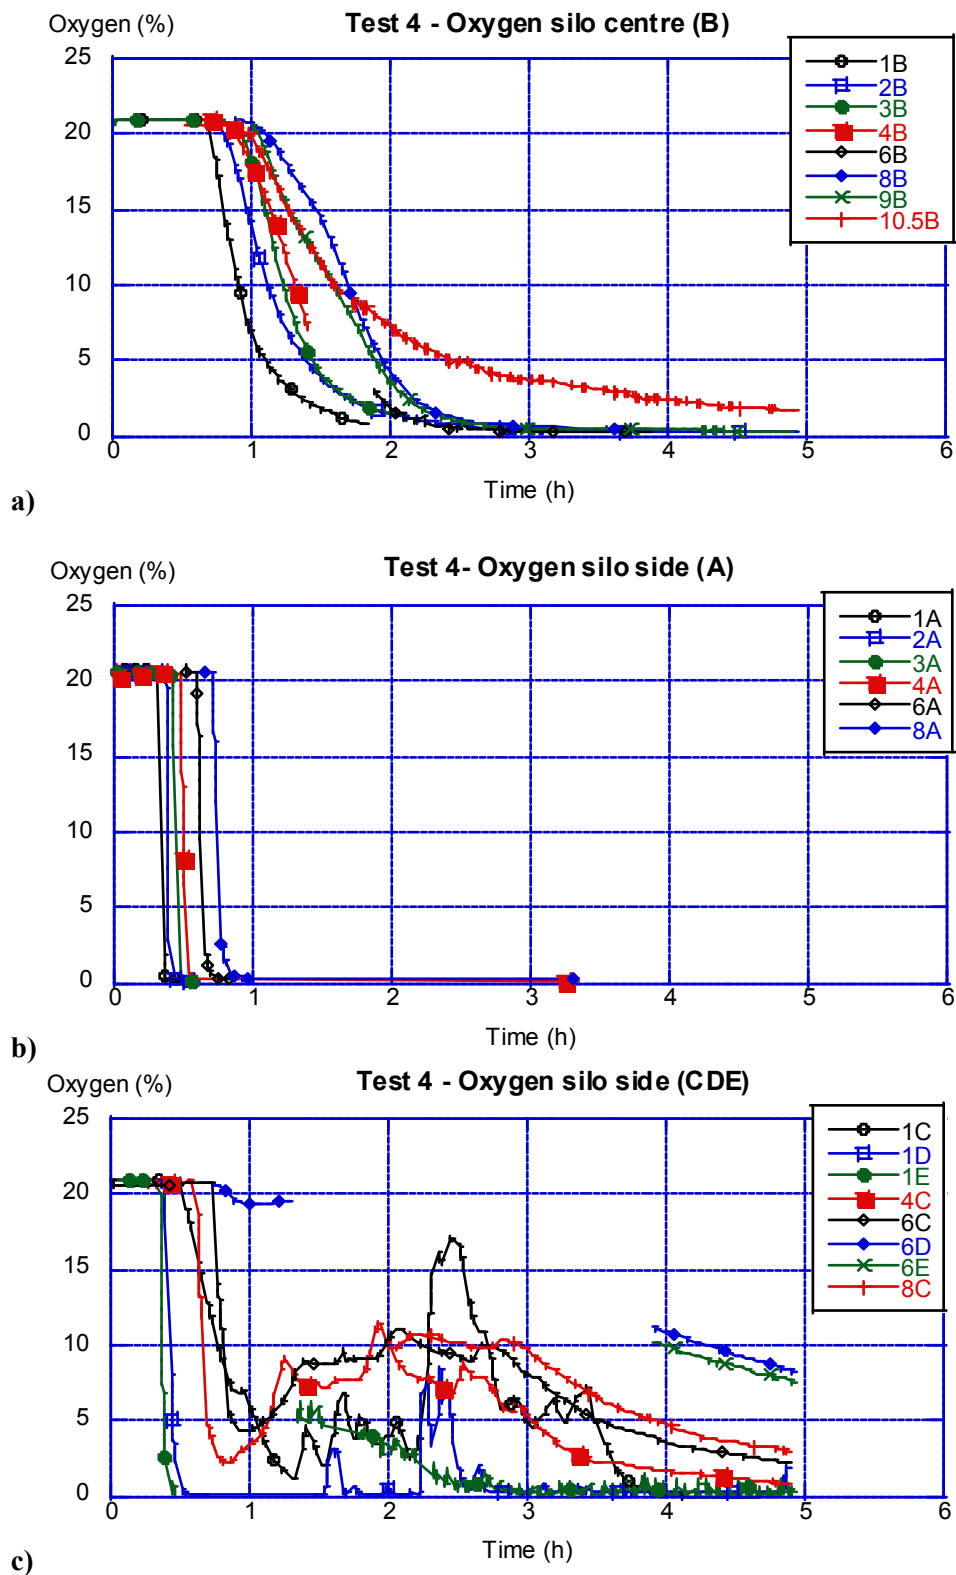 Oxygen (%)
Test 4 - Oxygen silo centre (B)
25
20
15
10
5
0
0 1 2 3 4 5 6
Time (h)
1B
2B
3B
4B
6B
8B
9B
10.5B
a)
Oxygen (%)
Test 4- Oxygen silo side (A)
25
20
15
10
5
0
0 1 2 3 4 5 6
Time (h)
1A
2A
3A
4A
6A
8A
b)
Oxygen (%)
Test 4 - Oxygen silo side (CDE)
25
20
15
10
5
0
0 1 2 3 4 5 6
Time (h)
1C
1D
1E
4C
6C
6D
6E
8C
c)